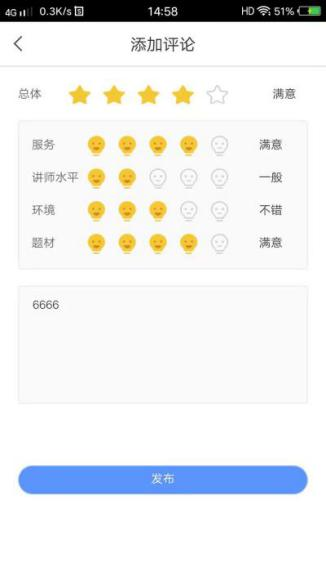 4G 0.3K/s 14:58 HD 51%
添加评论
总体 满意
服务 满意
讲师水平 一般
环境 不错
题材 满意
6666
发布